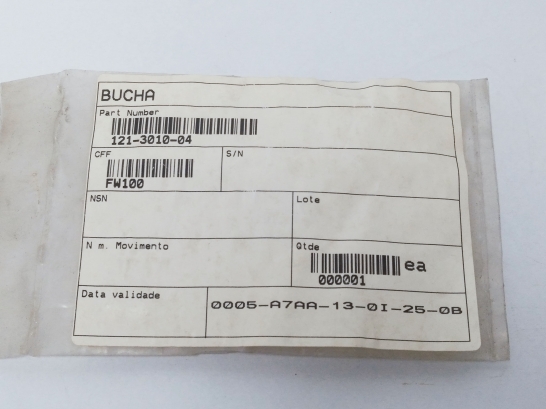 BUCHA
Part Number
121-3010-04
CFF S/N
FW100
NSN Lote
N m. Movimento Qtde
ea
000001
Data validade 0005-A7AA-13-0I-25-0B